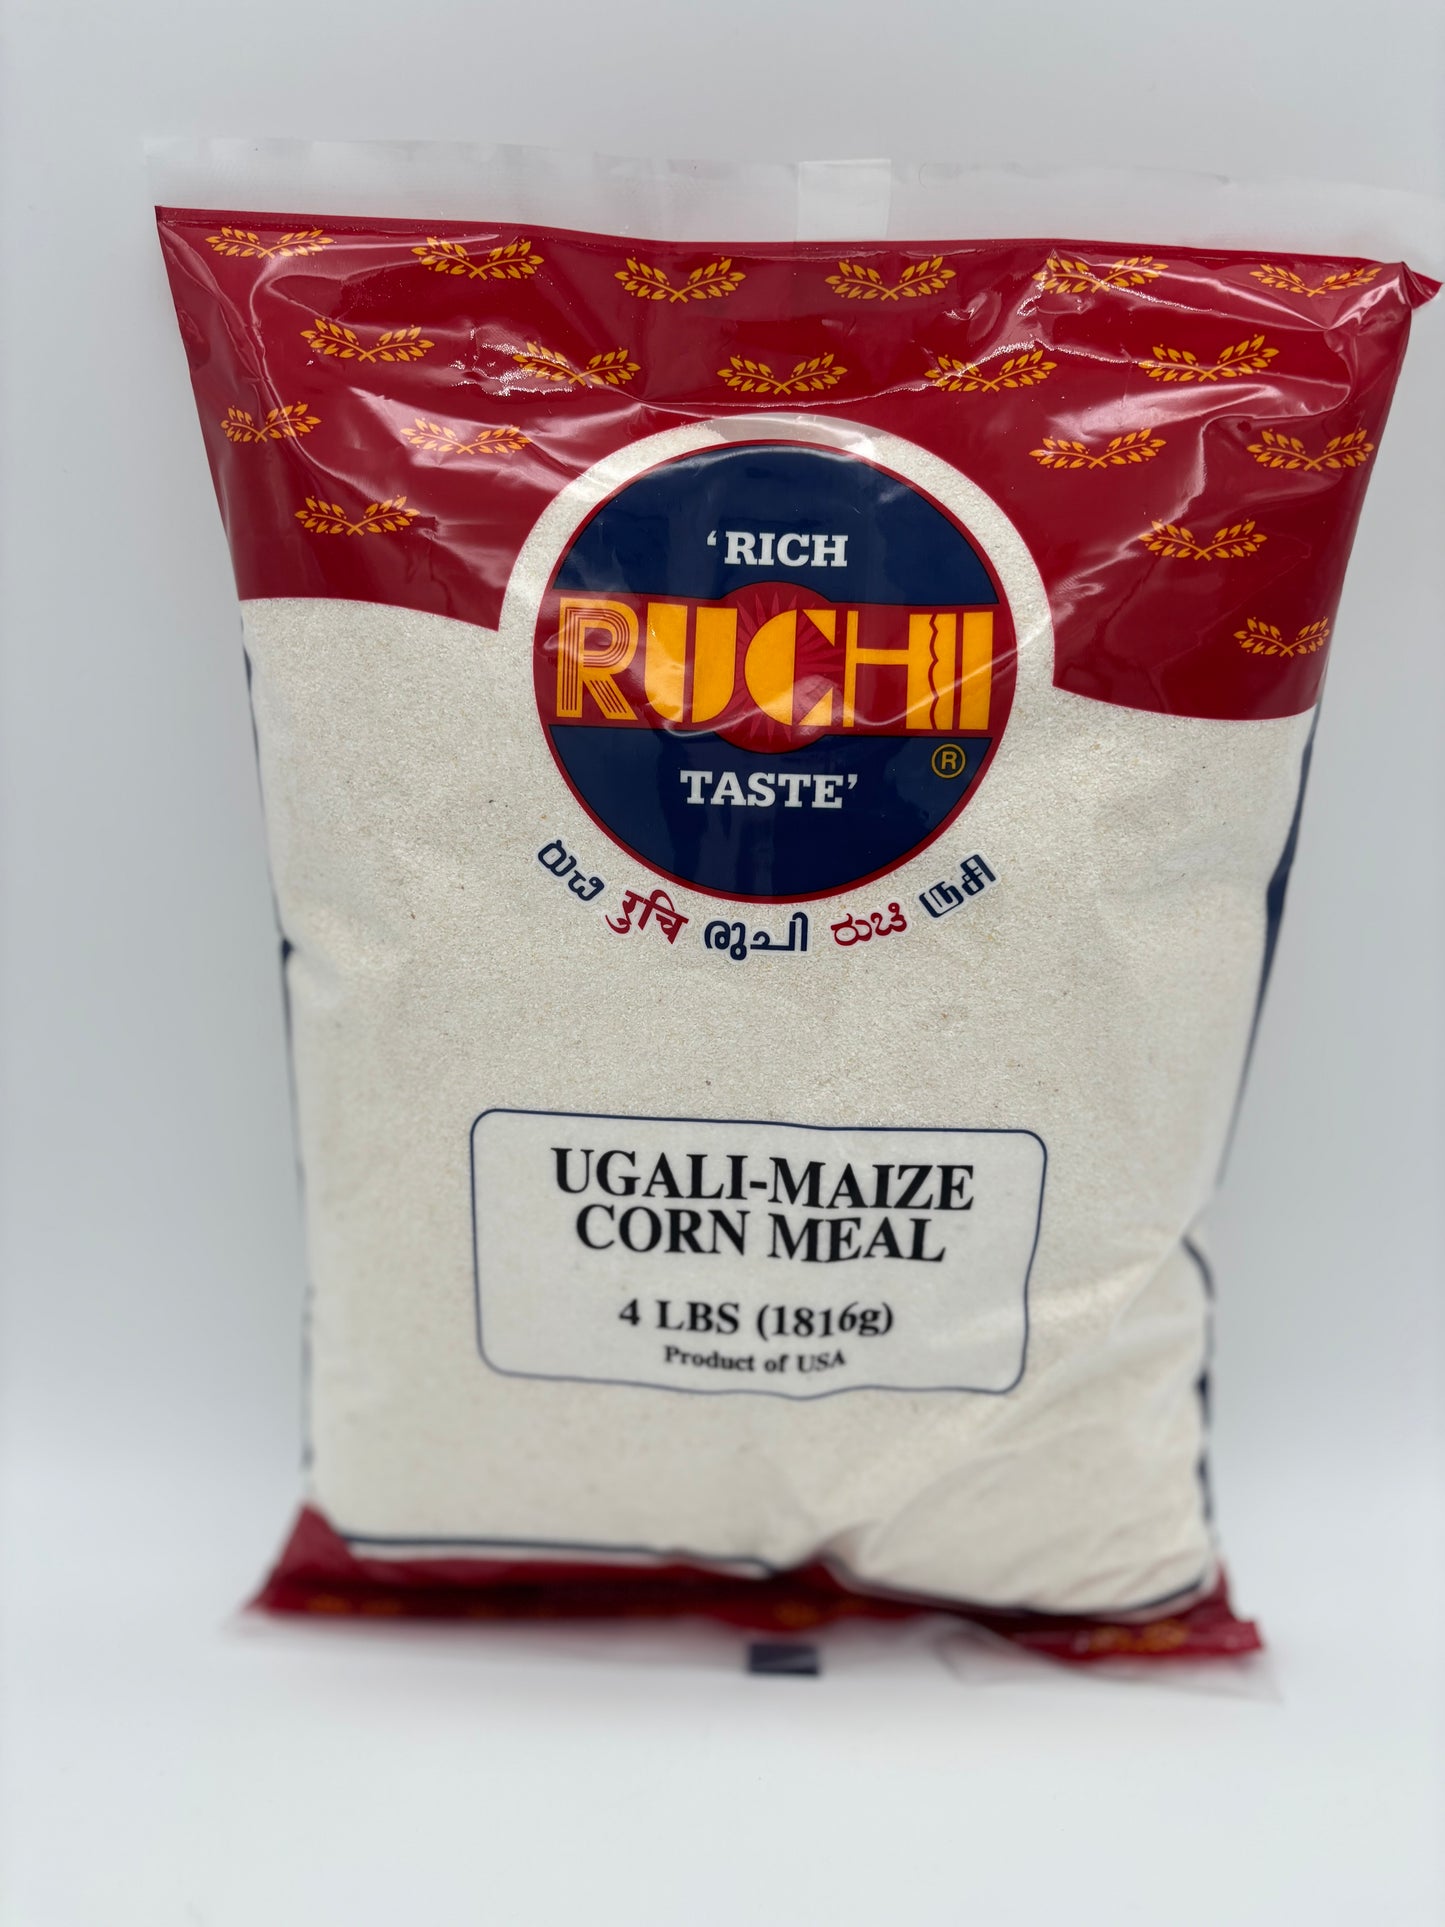 ‘RICH
RUCHI
®
TASTE’
रुचि രുചി ರುಚಿ ருசி
UGALI-MAIZE
CORN MEAL
4 LBS (1816g)
Product of USA